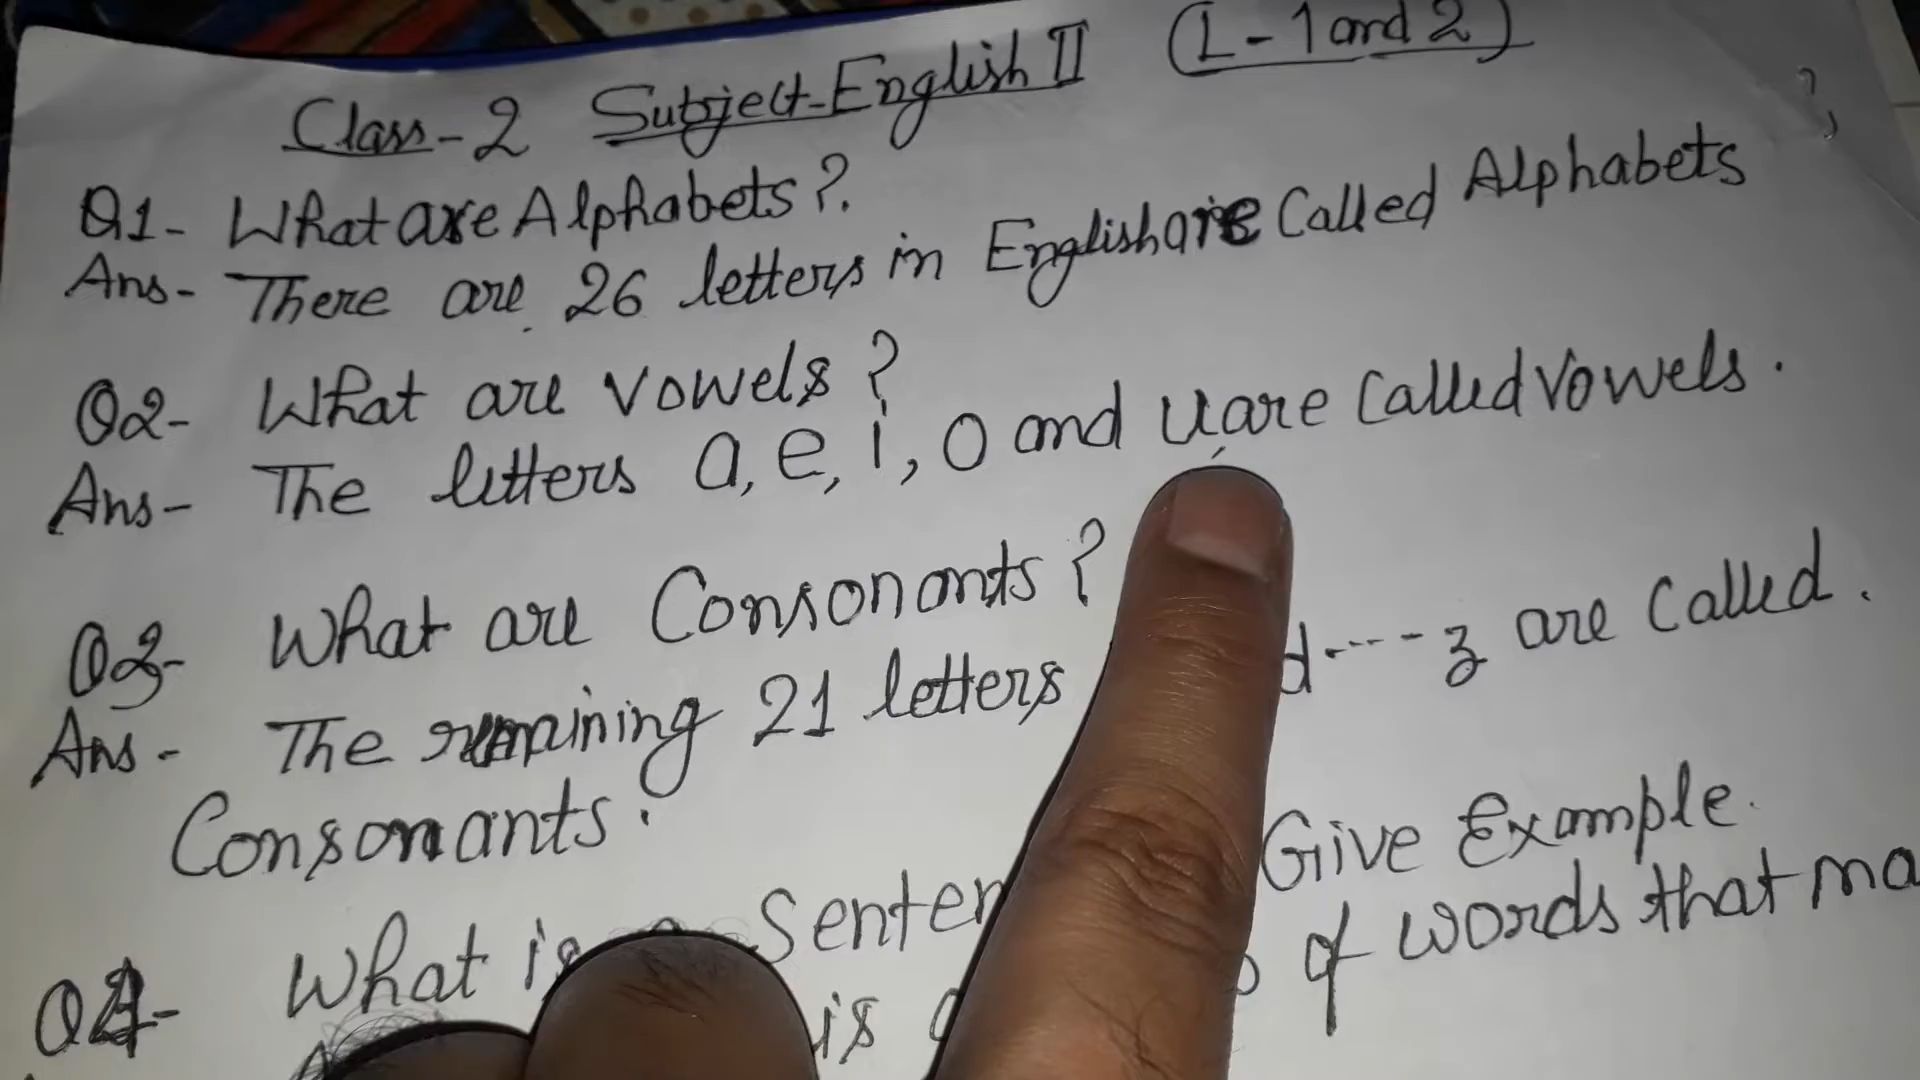 Class-2 Subject-English II (L-1 and 2)
Q1- What are Alphabets?.
Ans- There are 26 letters in English are Called Alphabets
Q2- What are vowels?
Ans- The letters a, e, i, o and u are called vowels.
Q3- What are Consonants?
Ans- The remaining 21 letters d----z are called.
Consonants.
Q4- What is Give Example.
is of words that